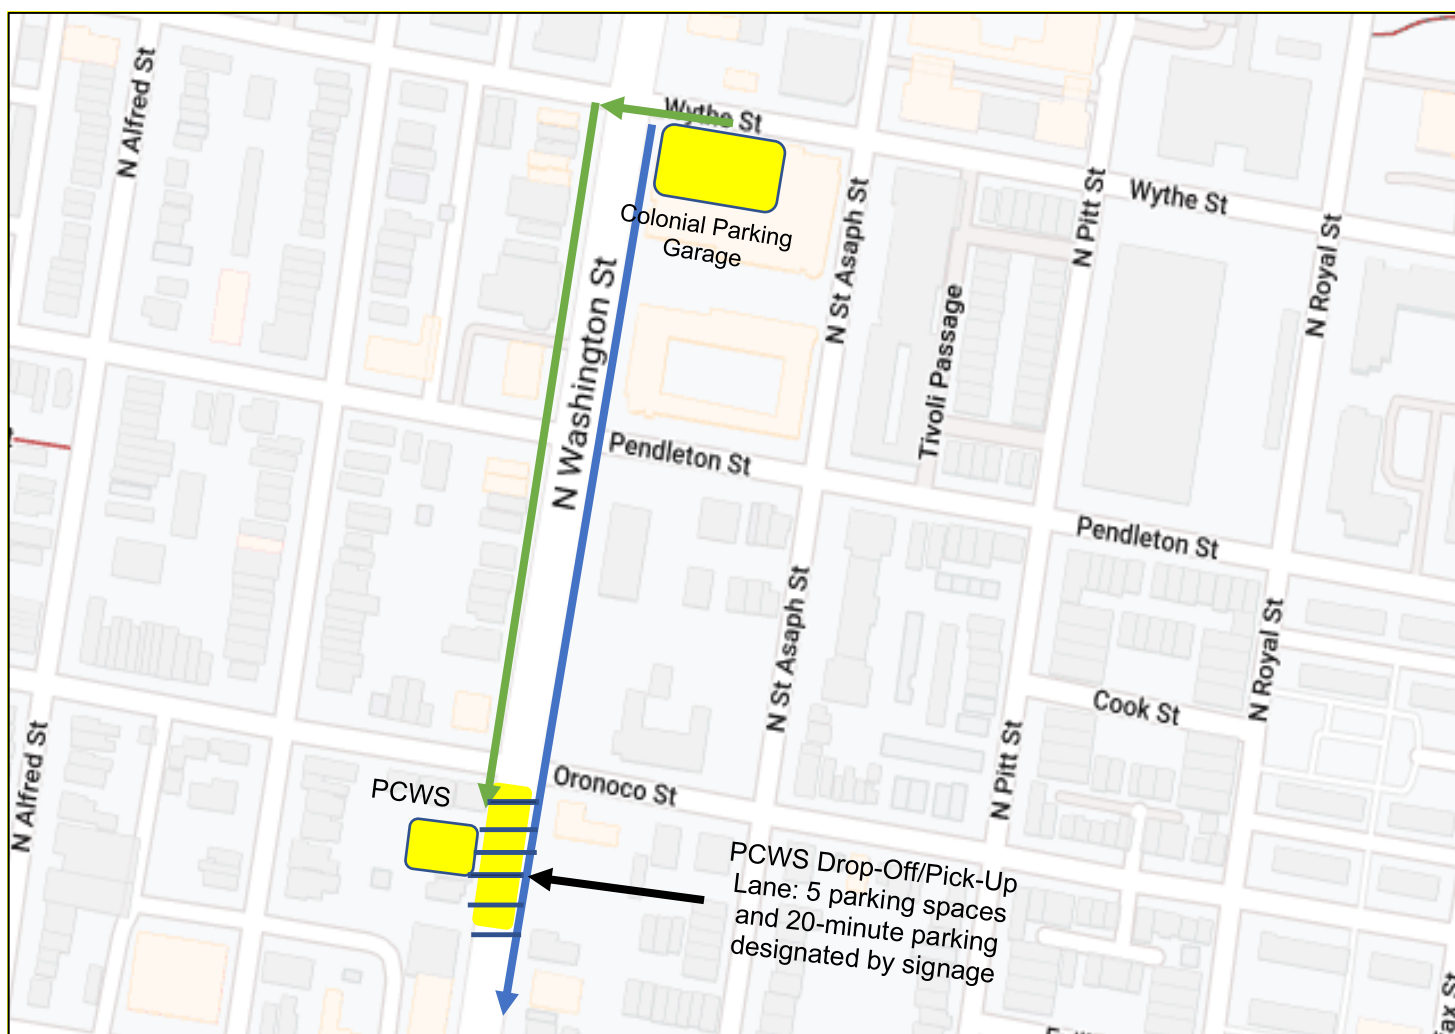 N Alfred St
Wythe St
Colonial Parking
Garage
N St Asaph St
N Pitt St
Wythe St
N Royal St
N Washington St
Tivoli Passage
Pendleton St
Pendleton St
N St Asaph St
N Royal St
Cook St
N Alfred St
N Pitt St
Oronoco St
PCWS
PCWS Drop-Off/Pick-Up
Lane: 5 parking spaces
and 20-minute parking
designated by signage